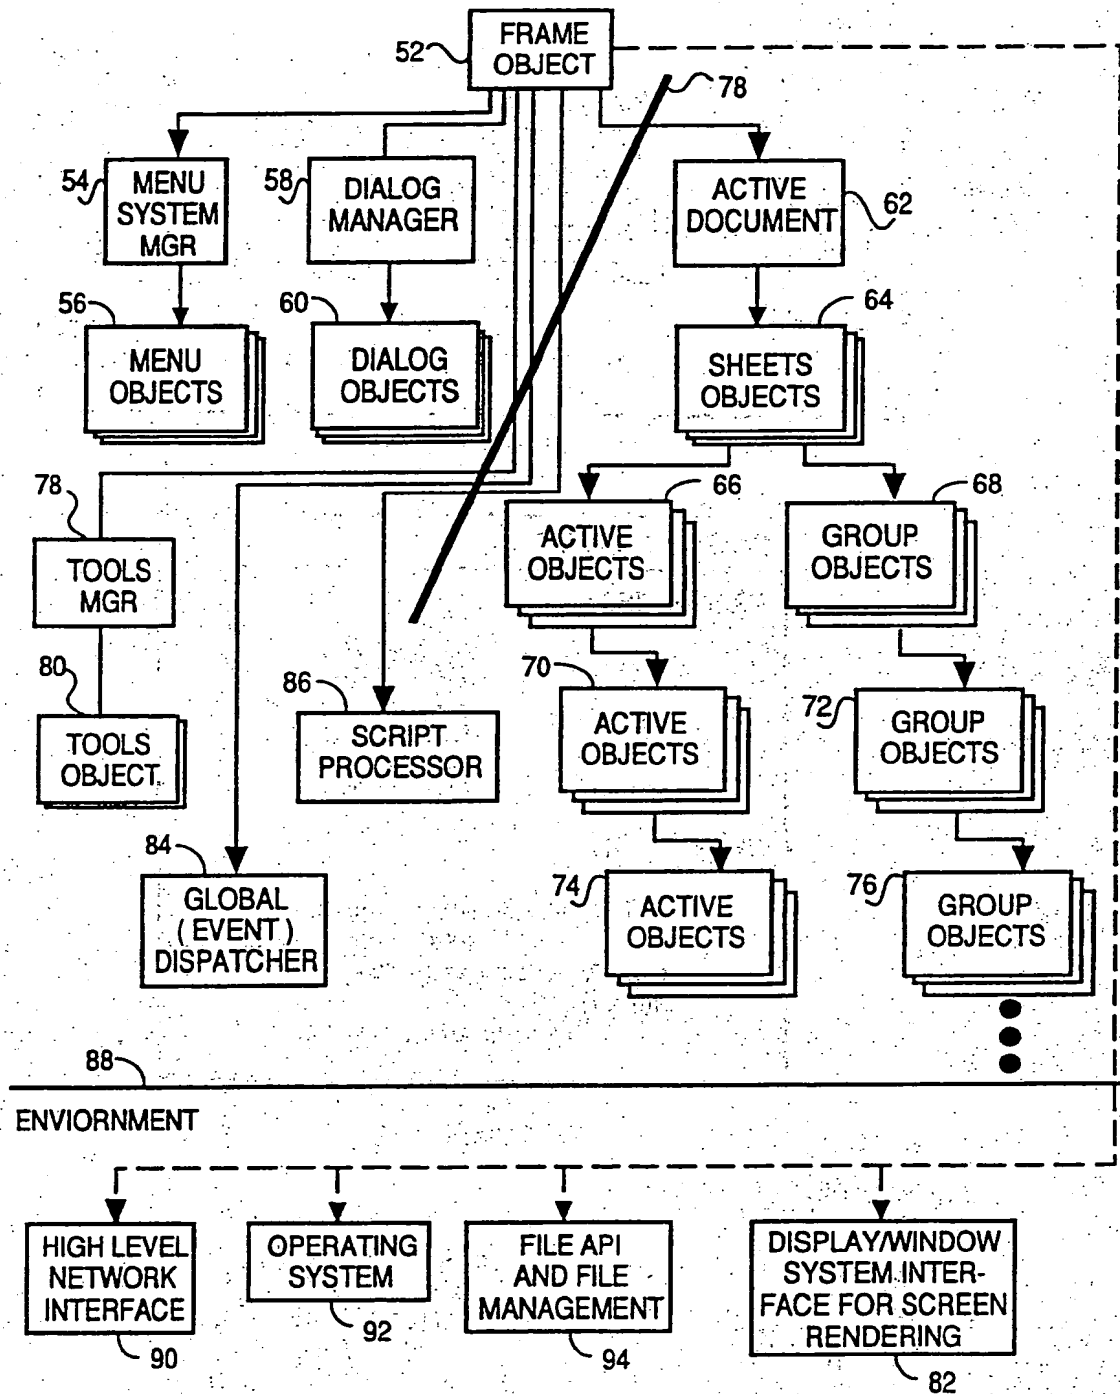 FRAME
OBJECT
52
78
54
MENU
SYSTEM
MGR
58
DIALOG
MANAGER
ACTIVE
DOCUMENT
62
56
MENU
OBJECTS
60
DIALOG
OBJECTS
64
SHEETS
OBJECTS
78
TOOLS
MGR
66
ACTIVE
OBJECTS
68
GROUP
OBJECTS
80
TOOLS
OBJECT
86
SCRIPT
PROCESSOR
70
ACTIVE
OBJECTS
72
GROUP
OBJECTS
84
GLOBAL
( EVENT )
DISPATCHER
74
ACTIVE
OBJECTS
76
GROUP
OBJECTS
88
ENVIORNMENT
HIGH LEVEL
NETWORK
INTERFACE
90
OPERATING
SYSTEM
92
FILE API
AND FILE
MANAGEMENT
94
DISPLAY/WINDOW
SYSTEM INTER-
FACE FOR SCREEN
RENDERING
82